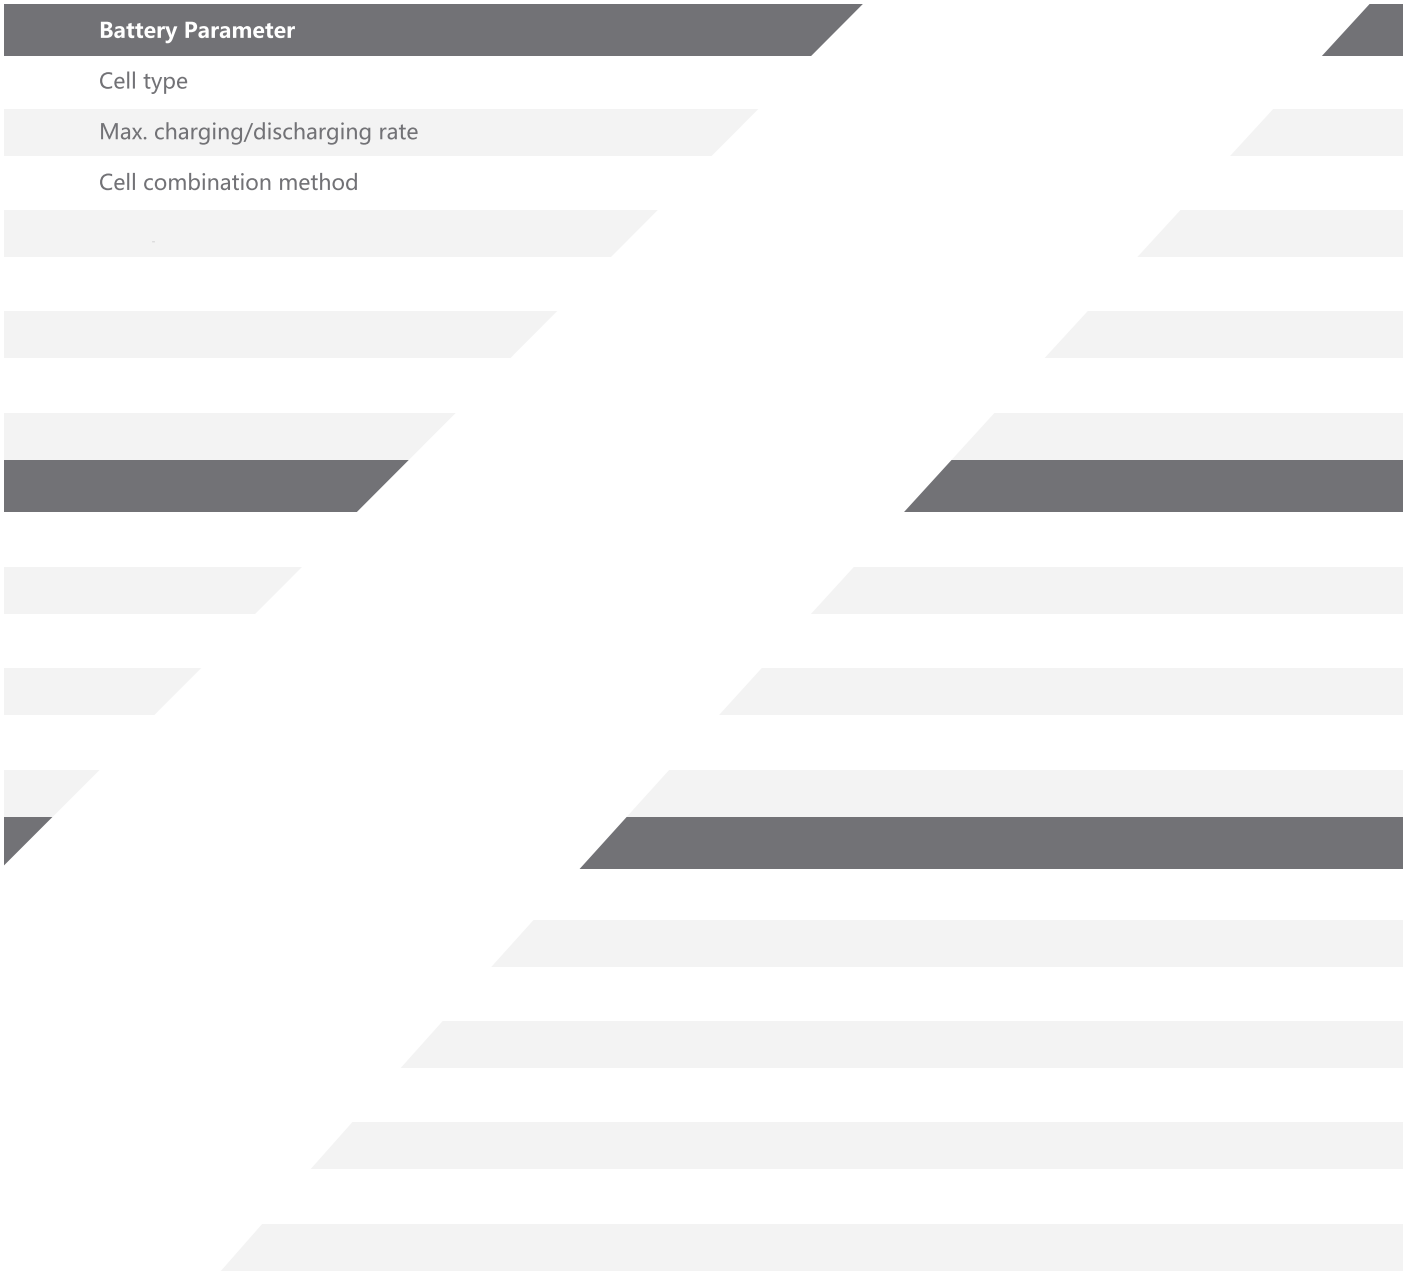 Battery Parameter
Cell type
Max. charging/discharging rate
Cell combination method